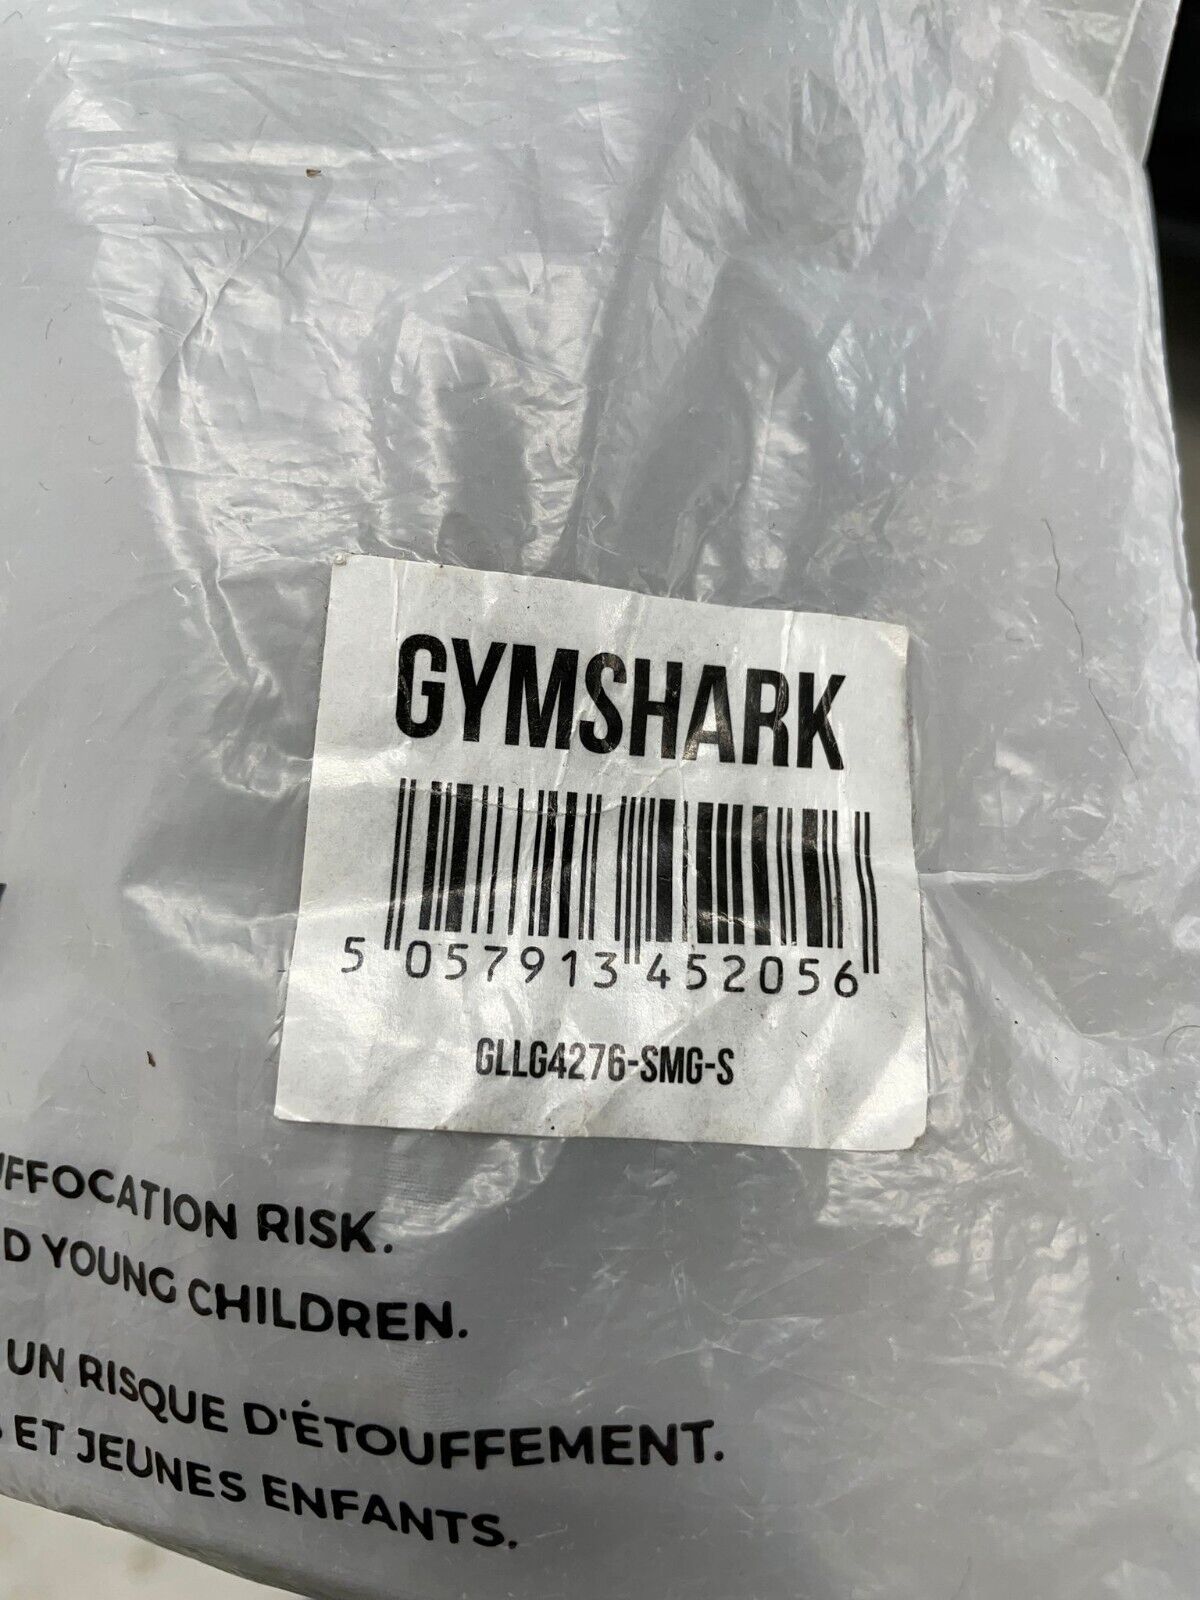 GYMSHARK
5 057913 452056
GLLG4276-SMG-S
UFFOCATION RISK.
D YOUNG CHILDREN.
UN RISQUE D'ÉTOUFFEMENT.
ET JEUNES ENFANTS.